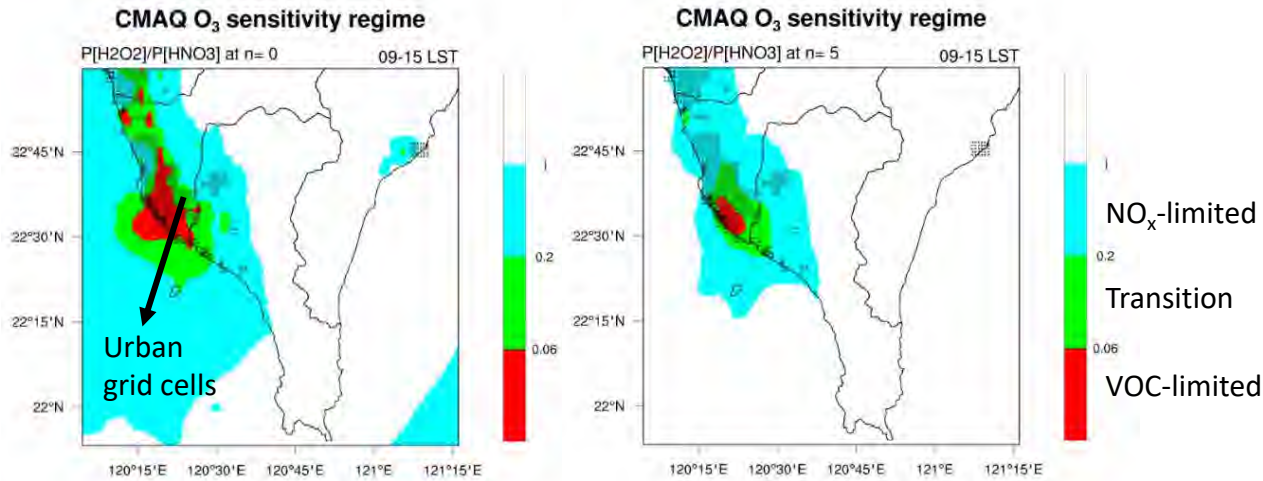 CMAQ O₃ sensitivity regime
P[H2O2]/P[HNO3] at n= 0 09-15 LST
22°45'N
22°30'N
22°15'N
22°N
120°15'E 120°30'E 120°45'E 121°E 121°15'E
Urban
grid cells
1
0.2
0.06
CMAQ O₃ sensitivity regime
P[H2O2]/P[HNO3] at n= 5 09-15 LST
22°45'N
22°30'N
22°15'N
22°N
120°15'E 120°30'E 120°45'E 121°E 121°15'E
1
0.2
0.06
NOₓ-limited
Transition
VOC-limited